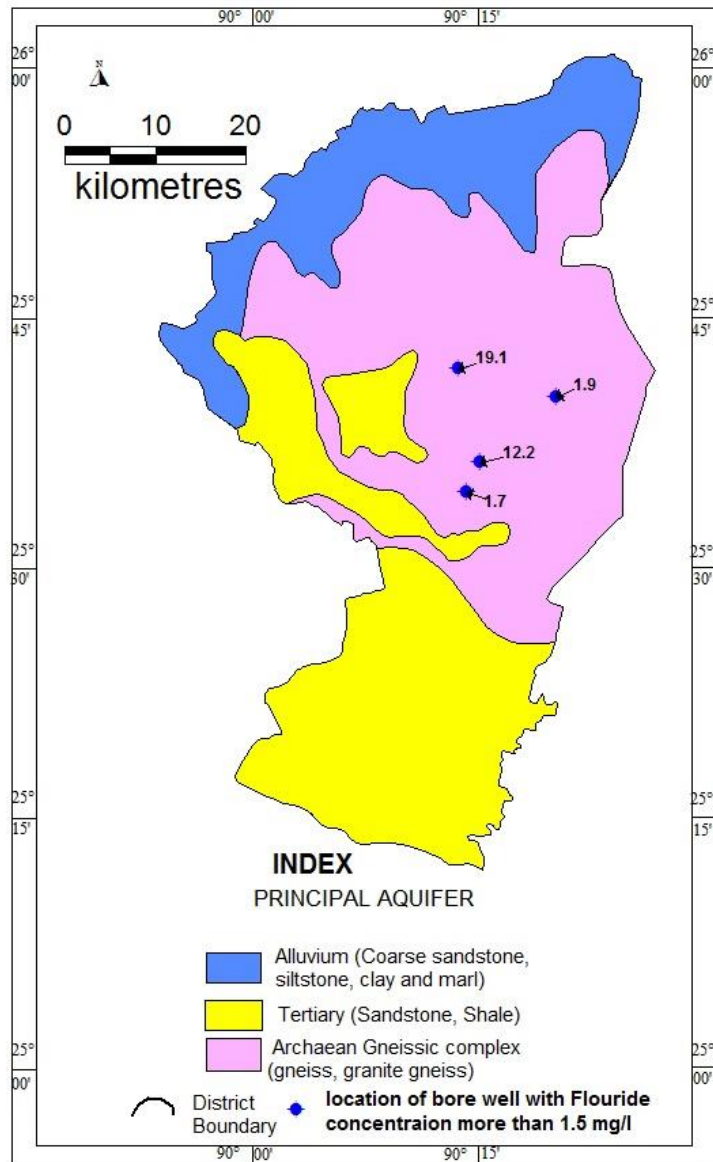 90° 00'
90° 15'
26° 00'
26° 00'
N
0 10 20
kilometres
25° 45'
25° 45'
19.1
1.9
12.2
1.7
25° 30'
25° 30'
25° 15'
25° 15'
INDEX
PRINCIPAL AQUIFER
Alluvium (Coarse sandstone,
siltstone, clay and marl)
Tertiary (Sandstone, Shale)
Archaean Gneissic complex
(gneiss, granite gneiss)
25° 00'
25° 00'
District
Boundary
location of bore well with Flouride
concentraion more than 1.5 mg/l
90° 00'
90° 15'